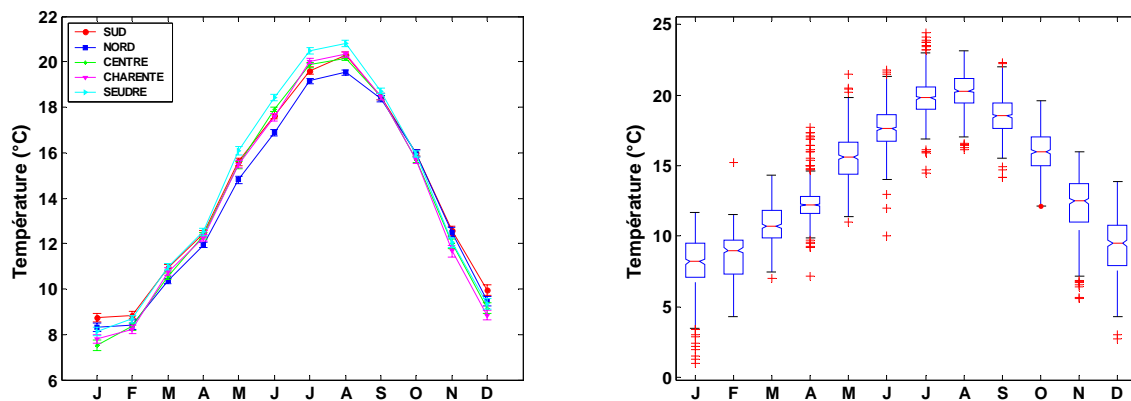 SUD
NORD
CENTRE
CHARENTE
SEUDRE
Température (°C)
20
18
16
14
12
10
8
6
J F M A M J J A S O N D
Température (°C)
25
20
15
10
5
0
J F M A M J J A S O N D